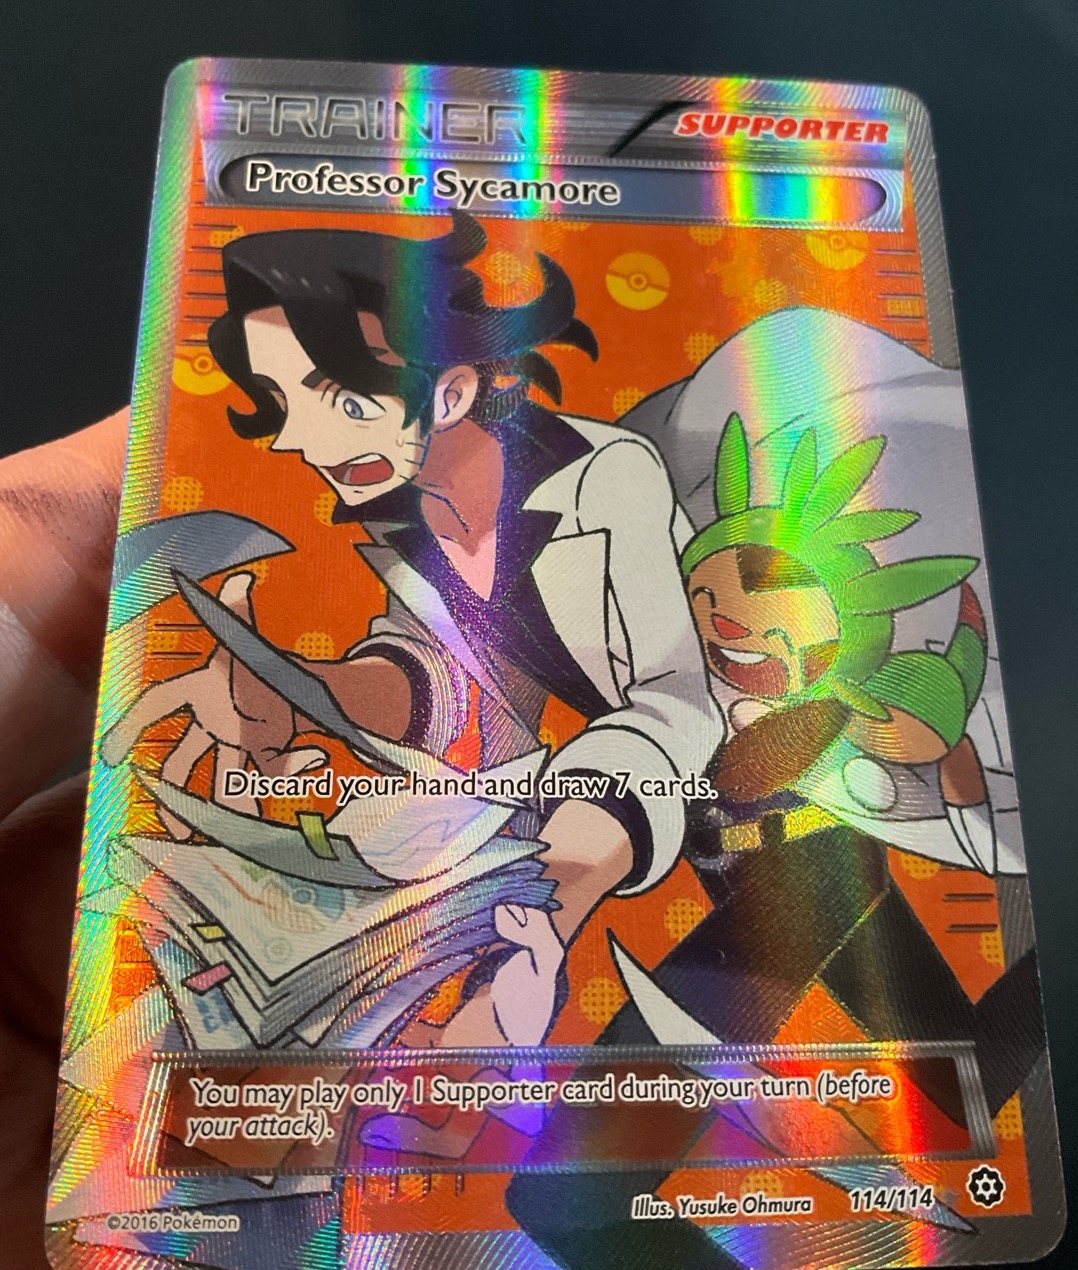 TRAINER
SUPPORTER
Professor Sycamore
Discard your hand and draw 7 cards.
You may play only 1 Supporter card during your turn (before
your attack).
Illus. Yusuke Ohmura
114/114
©2016 Pokémon